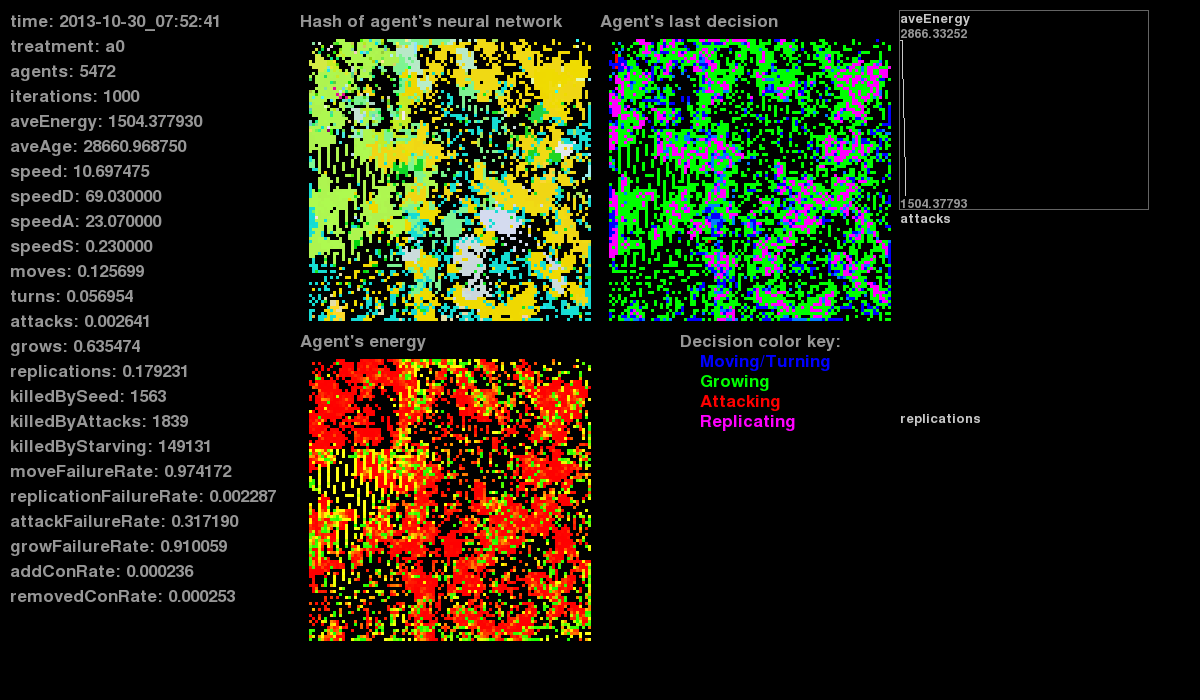 time: 2013-10-30_07:52:41
treatment: a0
agents: 5472
iterations: 1000
aveEnergy: 1504.377930
aveAge: 28660.968750
speed: 10.697475
speedD: 69.030000
speedA: 23.070000
speedS: 0.230000
moves: 0.125699
turns: 0.056954
attacks: 0.002641
grows: 0.635474
replications: 0.179231
killedBySeed: 1563
killedByAttacks: 1839
killedByStarving: 149131
moveFailureRate: 0.974172
replicationFailureRate: 0.002287
attackFailureRate: 0.317190
growFailureRate: 0.910059
addConRate: 0.000236
removedConRate: 0.000253
Hash of agent's neural network
Agent's last decision
Agent's energy
Decision color key:
Moving/Turning
Growing
Attacking
Replicating
aveEnergy
2866.33252
1504.37793
attacks
replications